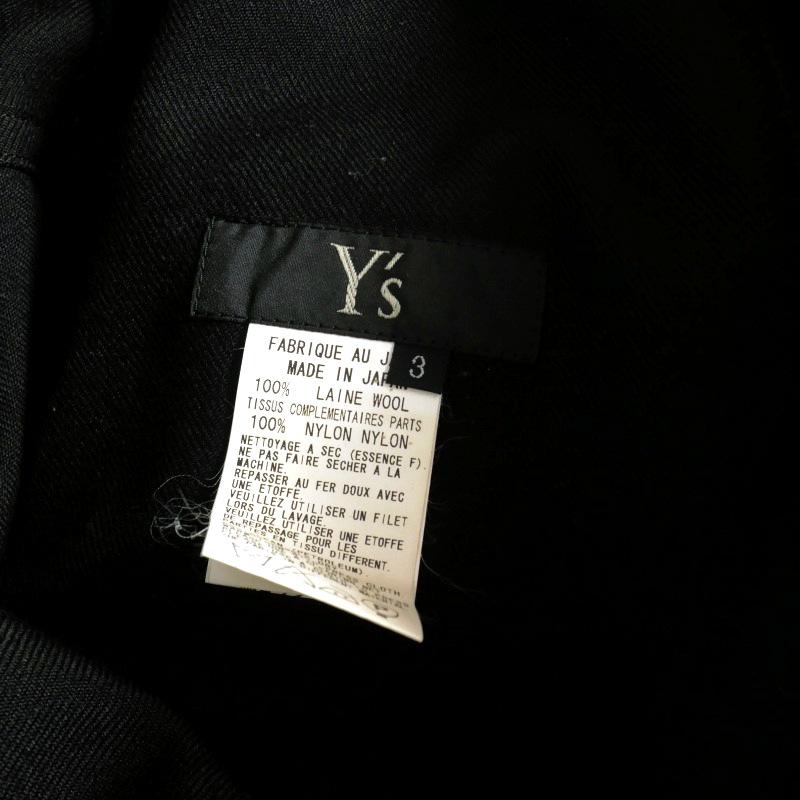 Y's
3
FABRIQUE AU J
MADE IN JAPAN
100% LAINE WOOL
TISSUS COMPLEMENTAIRES PARTS
100% NYLON NYLON
NETTOYAGE A SEC (ESSENCE F).
NE PAS FAIRE SECHER A LA
MACHINE.
REPASSER AU FER DOUX AVEC
UNE ETOFFE.
VEUILLEZ UTILISER UN FILET
LORS DU LAVAGE.
VEUILLEZ UTILISER UNE ETOFFE
DE REPASSAGE POUR LES
PARTIES EN TISSU DIFFERENT.
CLOTH